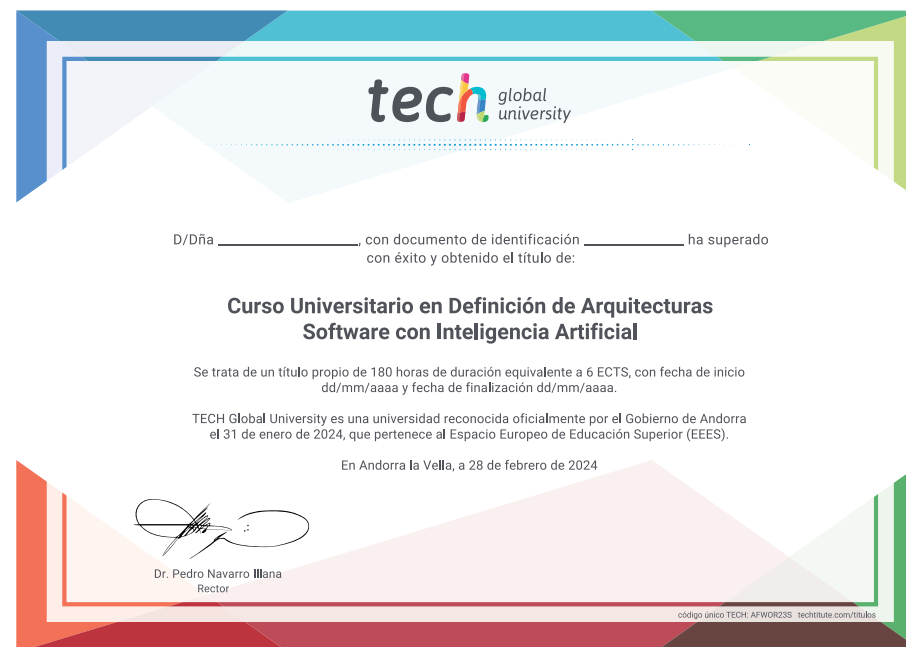 tech global university
D/Dña ____________________, con documento de identificación ______________ ha superado
con éxito y obtenido el título de:
Curso Universitario en Definición de Arquitecturas
Software con Inteligencia Artificial
Se trata de un título propio de 180 horas de duración equivalente a 6 ECTS, con fecha de inicio
dd/mm/aaaa y fecha de finalización dd/mm/aaaa.
TECH Global University es una universidad reconocida oficialmente por el Gobierno de Andorra
el 31 de enero de 2024, que pertenece al Espacio Europeo de Educación Superior (EEES).
En Andorra la Vella, a 28 de febrero de 2024
Dr. Pedro Navarro Illana
Rector
código único TECH: AFWOR23S techtitute.com/titulos